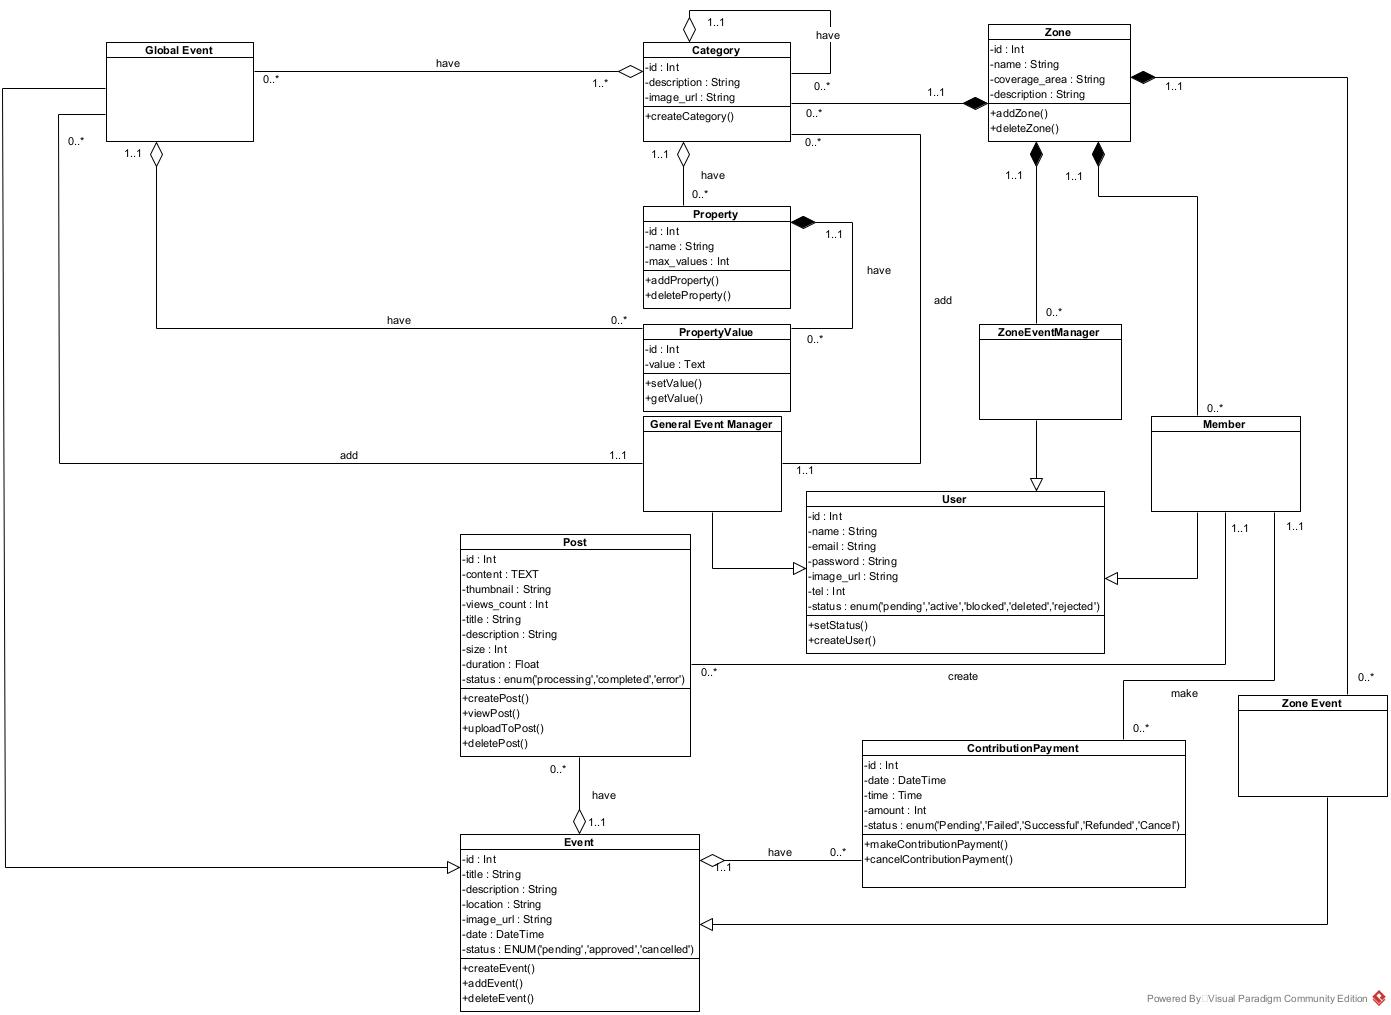 1..1
have
Global Event
0..*
have
1..*
Category
-id : Int
-description : String
-image_url : String
+createCategory()
0..*
1..1
0..*
Zone
-id : Int
-name : String
-coverage_area : String
-description : String
+addZone()
+deleteZone()
1..1
0..*
1..1
1..1
have
0..*
0..*
1..1
1..1
Property
-id : Int
-name : String
-max_values : Int
+addProperty()
+deleteProperty()
1..1
have
add
have
0..*
PropertyValue
-id : Int
-value : Text
+setValue()
+getValue()
0..*
0..*
ZoneEventManager
0..*
Member
General Event Manager
add
1..1
1..1
User
-id : Int
-name : String
-email : String
-password : String
-image_url : String
-tel : Int
-status : enum('pending','active','blocked','deleted','rejected')
+setStatus()
+createUser()
1..1
1..1
Post
-id : Int
-content : TEXT
-thumbnail : String
-views_count : Int
-title : String
-description : String
-size : Int
-duration : Float
-status : enum('processing','completed','error')
+createPost()
+viewPost()
+uploadToPost()
+deletePost()
0..*
create
make
0..*
0..*
Zone Event
ContributionPayment
-id : Int
-date : DateTime
-time : Time
-amount : Int
-status : enum('Pending','Failed','Successful','Refunded','Cancel')
+makeContributionPayment()
+cancelContributionPayment()
0..*
have
1..1
Event
-id : Int
-title : String
-description : String
-location : String
-image_url : String
-date : DateTime
-status : ENUM('pending','approved','cancelled')
+createEvent()
+addEvent()
+deleteEvent()
have
0..*
1..1
Powered By Visual Paradigm Community Edition